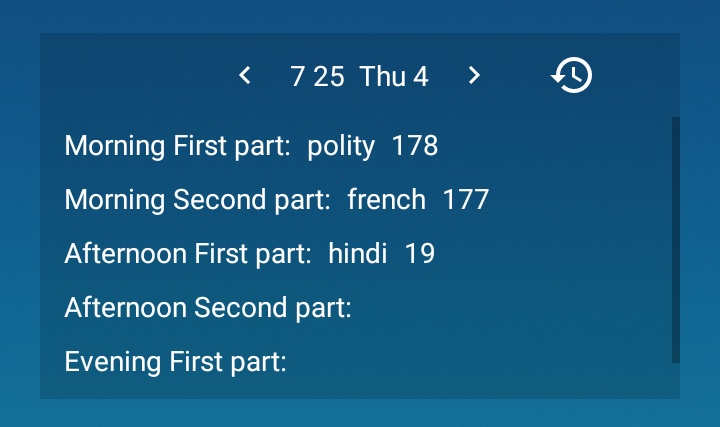 7 25 Thu 4
Morning First part: polity 178
Morning Second part: french 177
Afternoon First part: hindi 19
Afternoon Second part:
Evening First part: